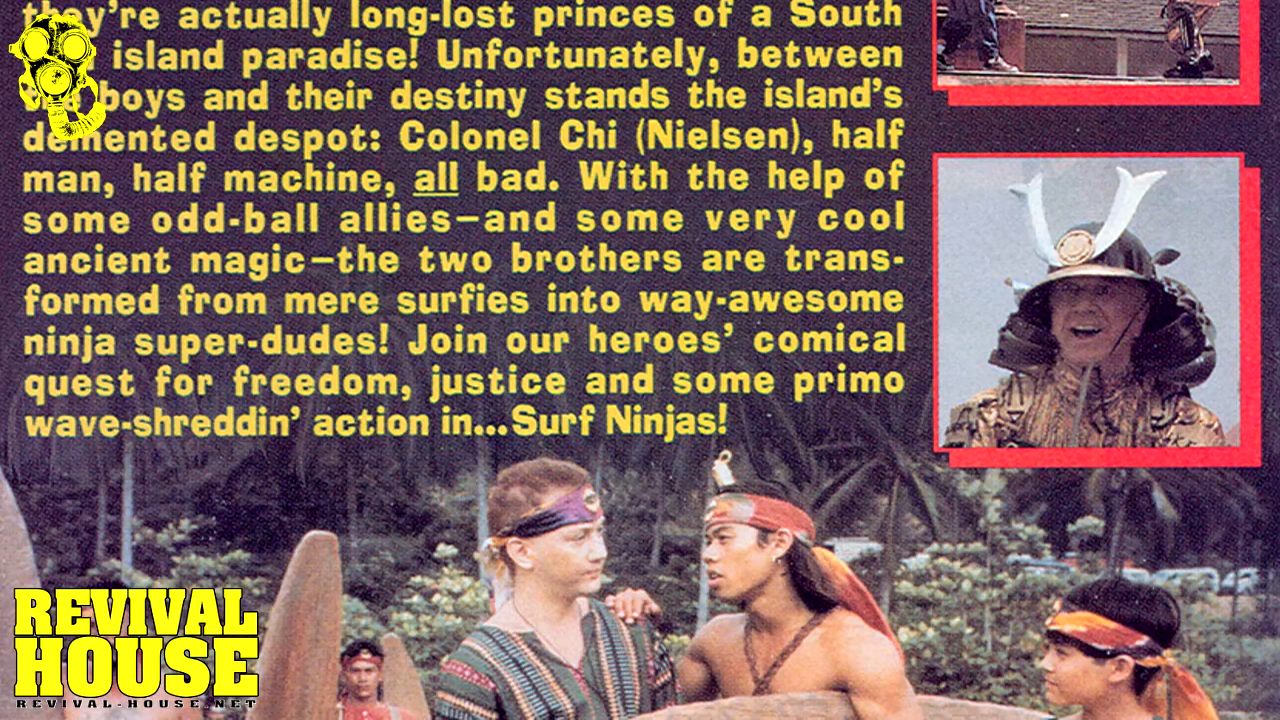 they're actually long-lost princes of a South
island paradise! Unfortunately, between
boys and their destiny stands the island's
demented despot: Colonel Chi (Nielsen), half
man, half machine, all bad. With the help of
some odd-ball allies—and some very cool
ancient magic—the two brothers are trans-
formed from mere surfies into way-awesome
ninja super-dudes! Join our heroes' comical
quest for freedom, justice and some primo
wave-shreddin' action in...Surf Ninjas!
REVIVAL
HOUSE
REVIVAL-HOUSE.NET